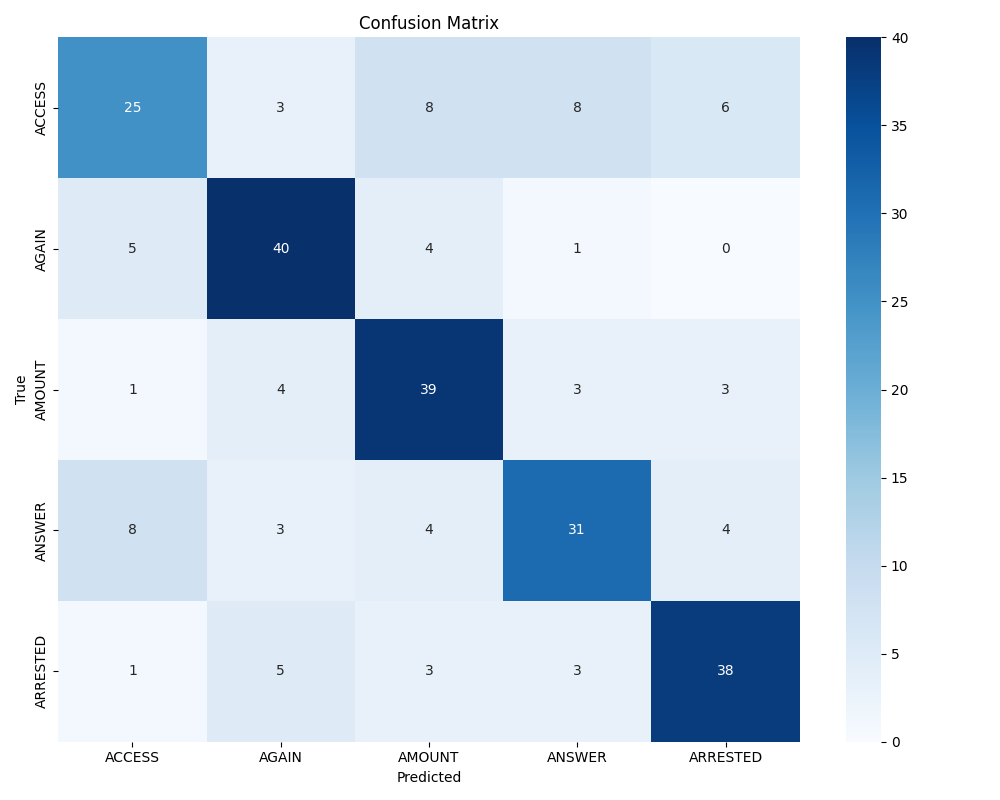 Confusion Matrix
True
ACCESS 25 3 8 8 6
AGAIN 5 40 4 1 0
AMOUNT 1 4 39 3 3
ANSWER 8 3 4 31 4
ARRESTED 1 5 3 3 38
ACCESS AGAIN AMOUNT ANSWER ARRESTED
Predicted
40
35
30
25
20
15
10
5
0